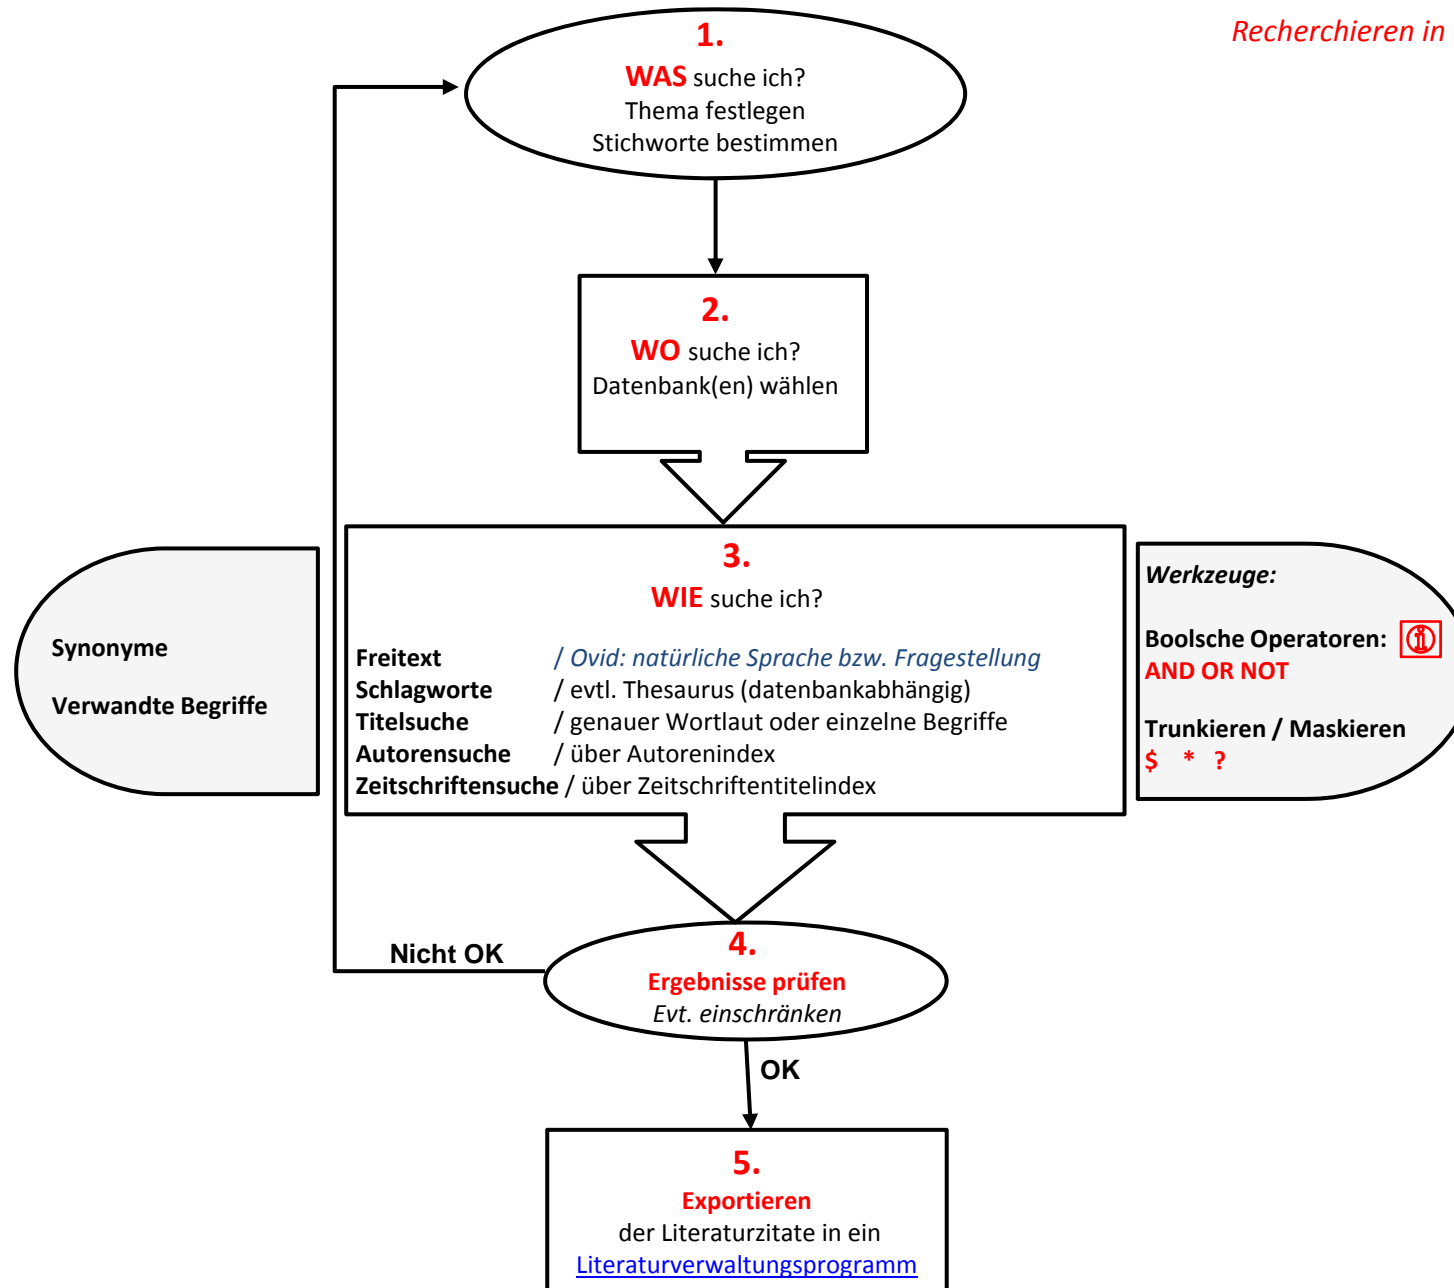 Recherchieren in
1.
WAS suche ich?
Thema festlegen
Stichworte bestimmen
2.
WO suche ich?
Datenbank(en) wählen
3.
WIE suche ich?
Freitext / Ovid: natürliche Sprache bzw. Fragestellung
Schlagworte / evtl. Thesaurus (datenbankabhängig)
Titelsuche / genauer Wortlaut oder einzelne Begriffe
Autorensuche / über Autorenindex
Zeitschriftensuche / über Zeitschriftentitelindex
Synonyme
Verwandte Begriffe
Werkzeuge:
Boolsche Operatoren:
AND OR NOT
Trunkieren / Maskieren
$ * ?
4.
Ergebnisse prüfen
Evt. einschränken
Nicht OK
OK
5.
Exportieren
der Literaturzitate in ein
Literaturverwaltungsprogramm